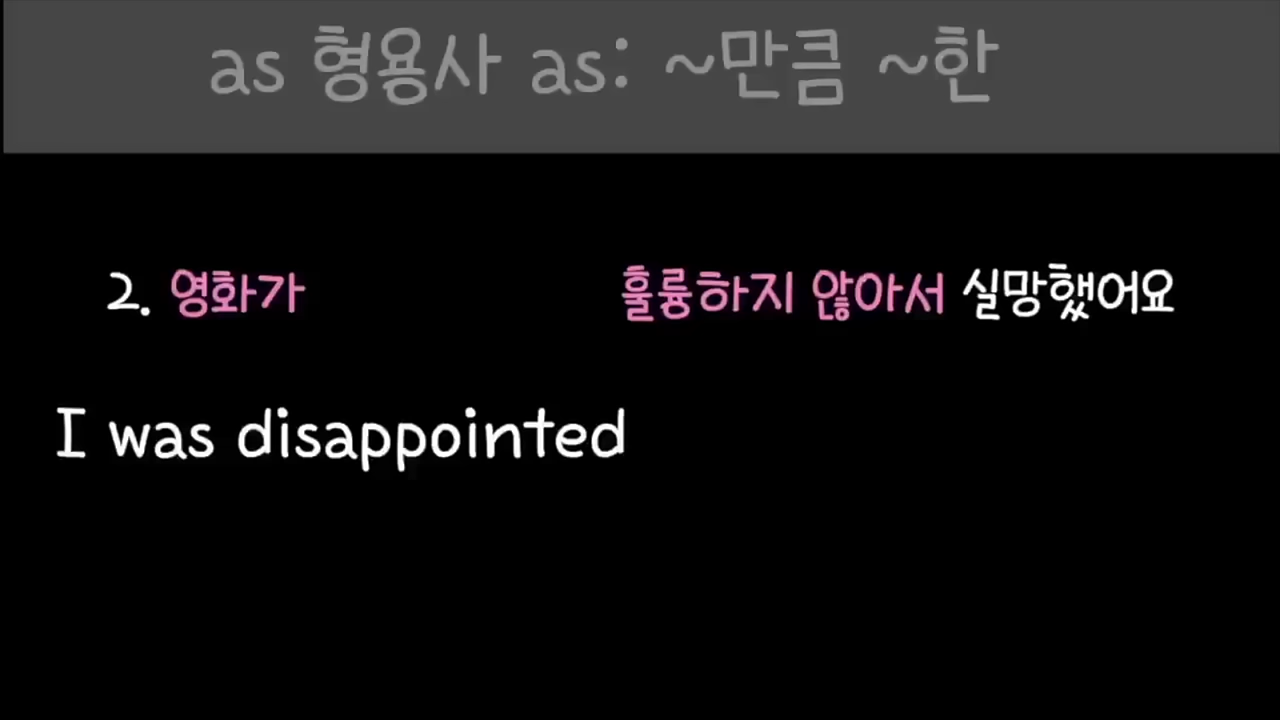 as 형용사 as: ~만큼 ~한
2. 영화가 훌륭하지 않아서 실망했어요
I was disappointed